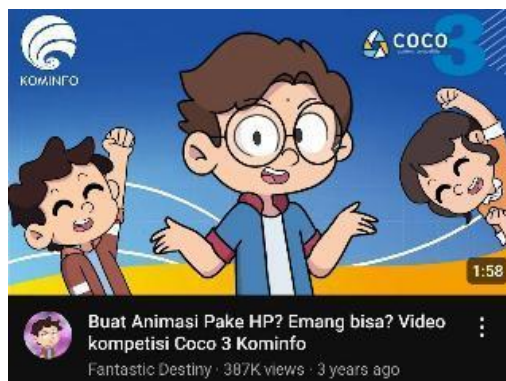 KOMINFO
COCO 3
1:58
Buat Animasi Pake HP? Emang bisa? Video
kompetisi Coco 3 Kominfo
Fantastic Destiny · 387K views · 3 years ago